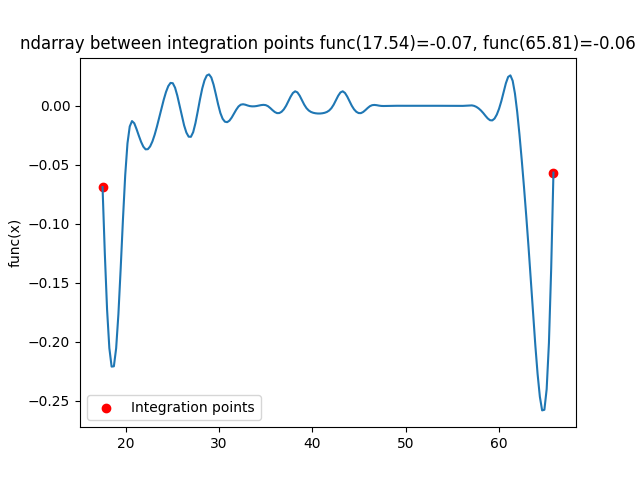 ndarray between integration points func(17.54)=-0.07, func(65.81)=-0.06
0.00
−0.05
−0.10
−0.15
−0.20
−0.25
func(x)
Integration points
20 30 40 50 60